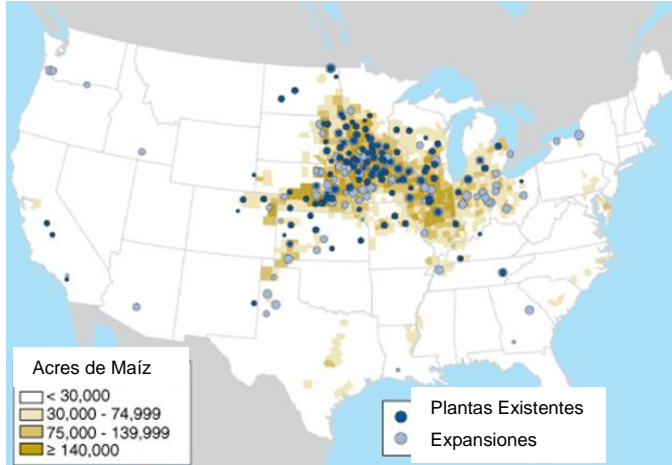 Acres de Maíz
< 30,000
30,000 - 74,999
75,000 - 139,999
≥ 140,000
Plantas Existentes
Expansiones